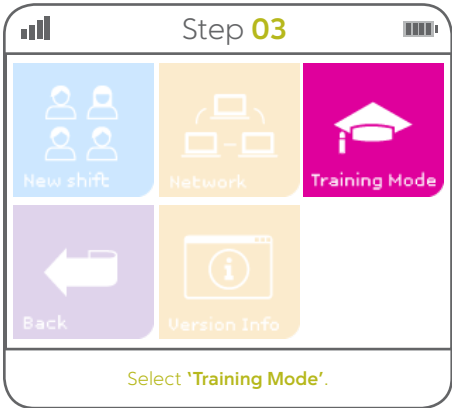 Step 03
New shift
Network
Training Mode
Back
Version Info
Select ‘Training Mode’.